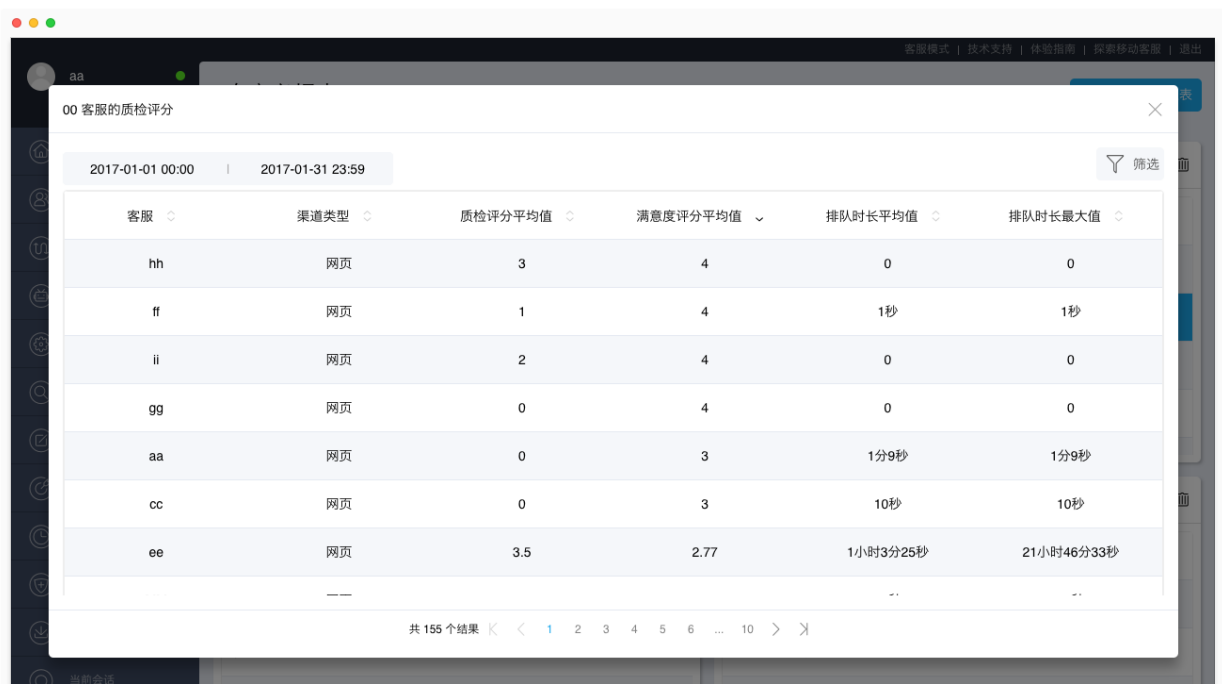 客服模式 | 技术支持 | 体验指南 | 探索移动客服 | 退出
aa
表
00 客服的质检评分
2017-01-01 00:00 | 2017-01-31 23:59
筛选
客服 渠道类型 质检评分平均值 满意度评分平均值 排队时长平均值 排队时长最大值
hh 网页 3 4 0 0
ff 网页 1 4 1秒 1秒
ii 网页 2 4 0 0
gg 网页 0 4 0 0
aa 网页 0 3 1分9秒 1分9秒
cc 网页 0 3 10秒 10秒
ee 网页 3.5 2.77 1小时3分25秒 21小时46分33秒
共 155 个结果 1 2 3 4 5 6 ... 10
当前会话